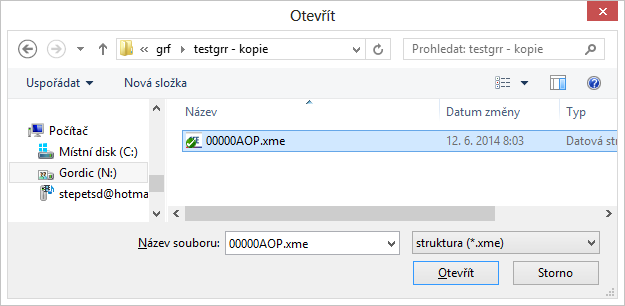 Otevřít
« grf ▸ testgrr - kopie
Prohledat: testgrr - kopie
Uspořádat
Nová složka
Název Datum změny Typ
00000AOP.xme 12. 6. 2014 8:03 Datová str
Počítač
Místní disk (C:)
Gordic (N:)
stepetsd@hotma
Název souboru: 00000AOP.xme struktura (*.xme)
Otevřít Storno